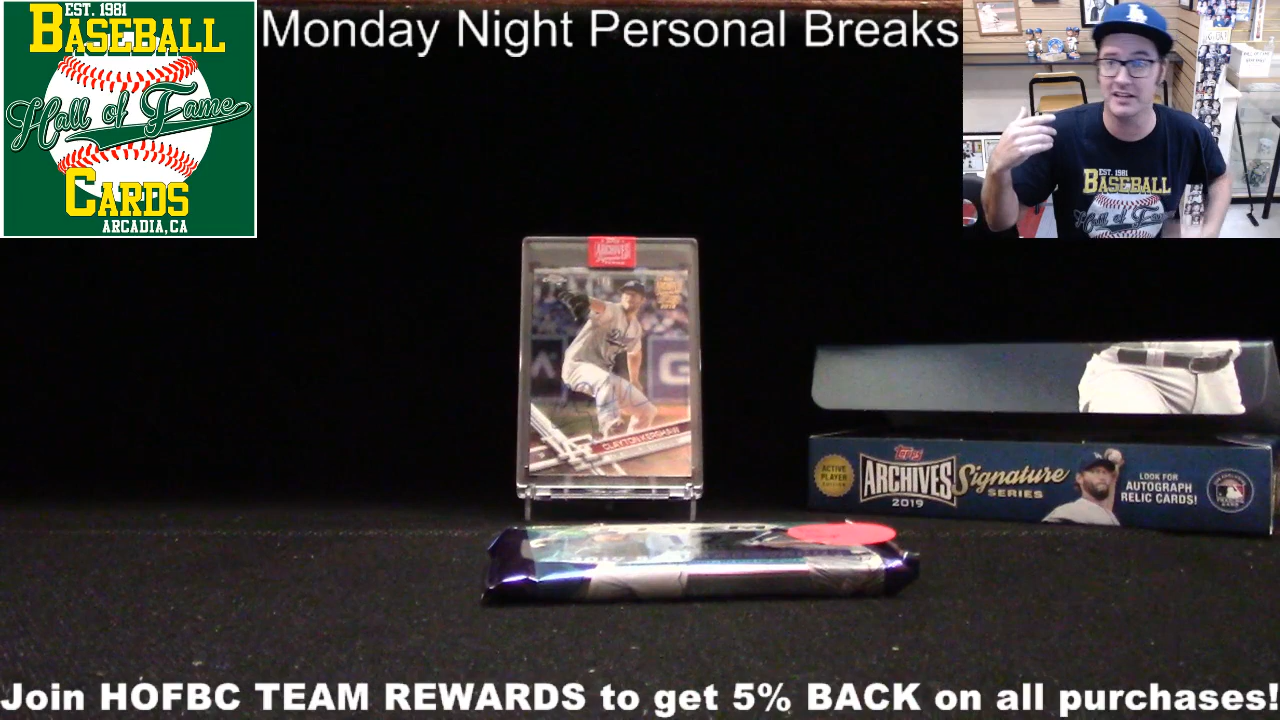 EST. 1981
BASEBALL
Hall of Fame
CARDS
ARCADIA, CA
Monday Night Personal Breaks
EST. 1981
BASEBALL
Hall of Fame
TOPPS
ARCHIVES
CLAYTON KERSHAW
ACTIVE
PLAYER
EDITION
Topps
ARCHIVES
2019
Signature
SERIES
LOOK FOR
AUTOGRAPH
RELIC CARDS!
Join HOFBC TEAM REWARDS to get 5% BACK on all purchases!